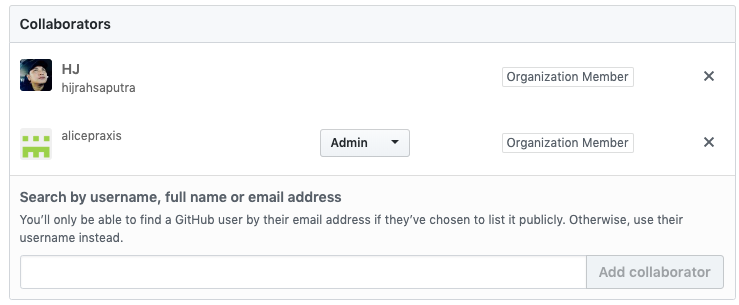 Collaborators
HJ
hijrahsaputra
Organization Member
alicepraxis
Admin
Organization Member
Search by username, full name or email address
You'll only be able to find a GitHub user by their email address if they've chosen to list it publicly. Otherwise, use their
username instead.
Add collaborator